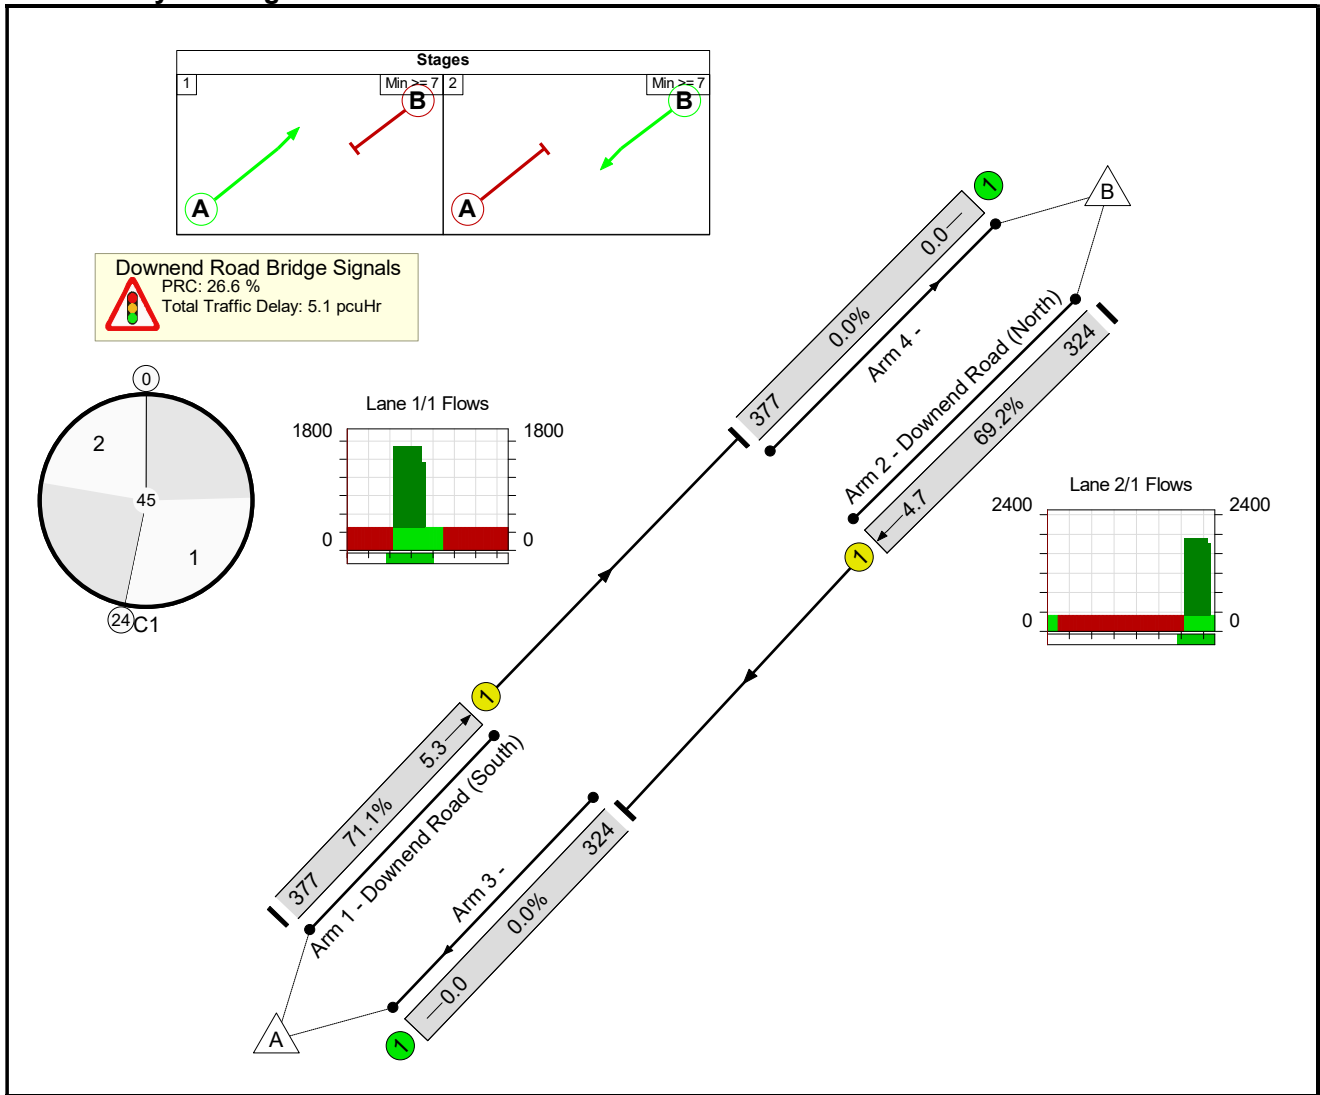 Stages
1
Min >= 7
2
Min >= 7
A
B
A
B
Downend Road Bridge Signals
PRC: 26.6 %
Total Traffic Delay: 5.1 pcuHr
0
2
45
1
24
C1
Lane 1/1 Flows
1800
1800
0
0
1
B
0.0
0.0%
377
Arm 4 -
324
69.2%
4.7
Arm 2 - Downend Road (North)
1
Lane 2/1 Flows
2400
2400
0
0
1
5.3
71.1%
377
Arm 1 - Downend Road (South)
324
0.0%
0.0
Arm 3 -
A
1